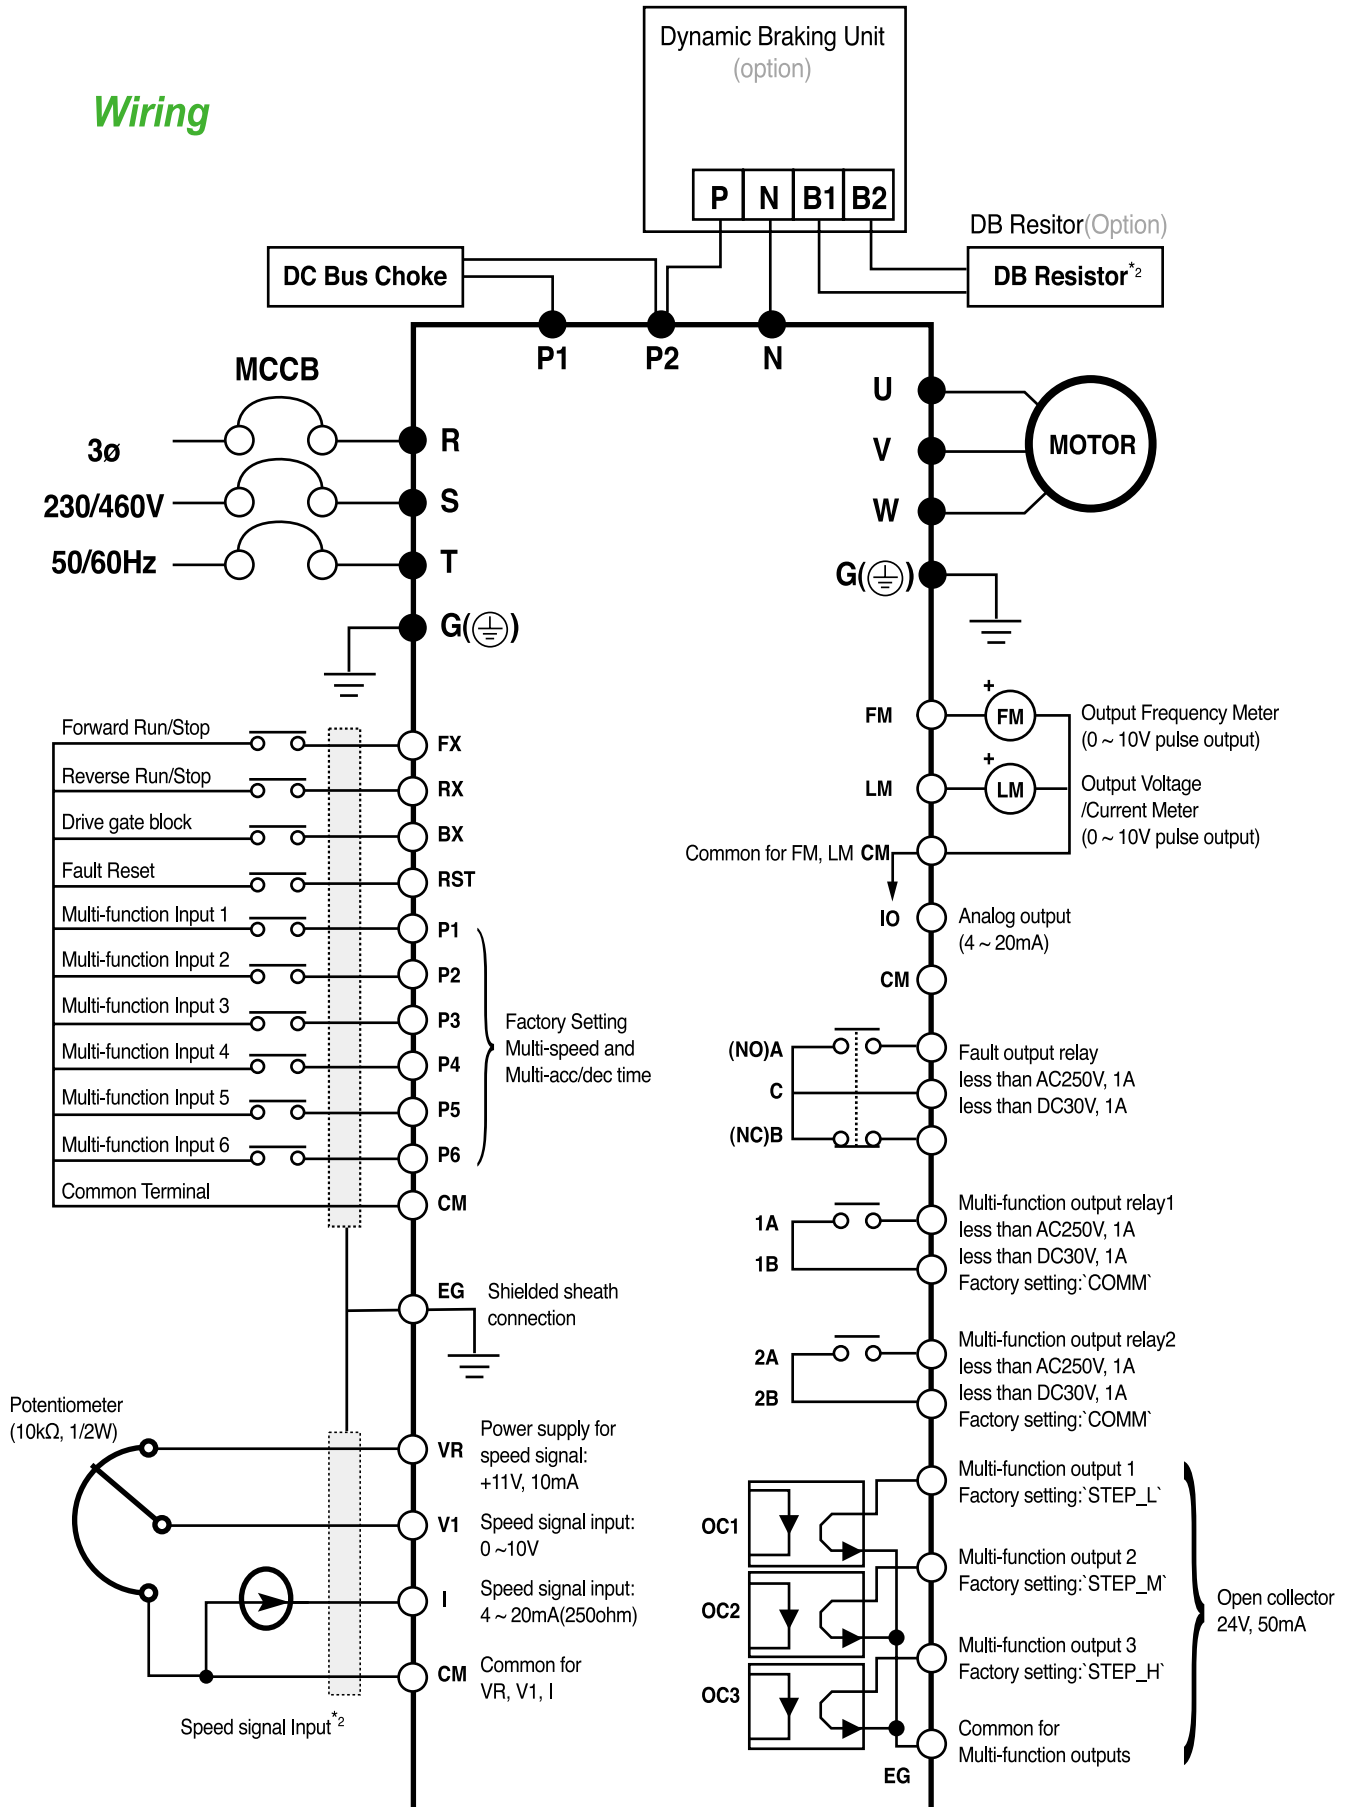 Wiring
Dynamic Braking Unit
(option)
P N B1 B2
DB Resitor(Option)
DC Bus Choke
DB Resistor*2
P1 P2 N
MCCB
3ø
230/460V
50/60Hz
R
S
T
G( )
U
V
W
G( )
MOTOR
Forward Run/Stop
FX
Reverse Run/Stop
RX
Drive gate block
BX
Fault Reset
RST
Multi-function Input 1
P1
Multi-function Input 2
P2
Multi-function Input 3
P3
Multi-function Input 4
P4
Multi-function Input 5
P5
Multi-function Input 6
P6
Common Terminal
CM
Factory Setting
Multi-speed and
Multi-acc/dec time
EG
Shielded sheath
connection
Potentiometer
(10kΩ, 1/2W)
VR
Power supply for
speed signal:
+11V, 10mA
V1
Speed signal input:
0 ~10V
I
Speed signal input:
4 ~ 20mA(250ohm)
CM
Common for
VR, V1, I
Speed signal Input*2
FM
+
FM
Output Frequency Meter
(0 ~ 10V pulse output)
LM
+
LM
Output Voltage
/Current Meter
(0 ~ 10V pulse output)
Common for FM, LM CM
IO
Analog output
(4 ~ 20mA)
CM
(NO)A
C
(NC)B
Fault output relay
less than AC250V, 1A
less than DC30V, 1A
1A
1B
Multi-function output relay1
less than AC250V, 1A
less than DC30V, 1A
Factory setting:`COMM`
2A
2B
Multi-function output relay2
less than AC250V, 1A
less than DC30V, 1A
Factory setting:`COMM`
OC1
Multi-function output 1
Factory setting:`STEP_L`
OC2
Multi-function output 2
Factory setting:`STEP_M`
OC3
Multi-function output 3
Factory setting:`STEP_H`
Common for
Multi-function outputs
EG
Open collector
24V, 50mA